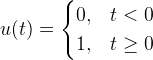 u(t) = { 0, t < 0
1, t ≥ 0